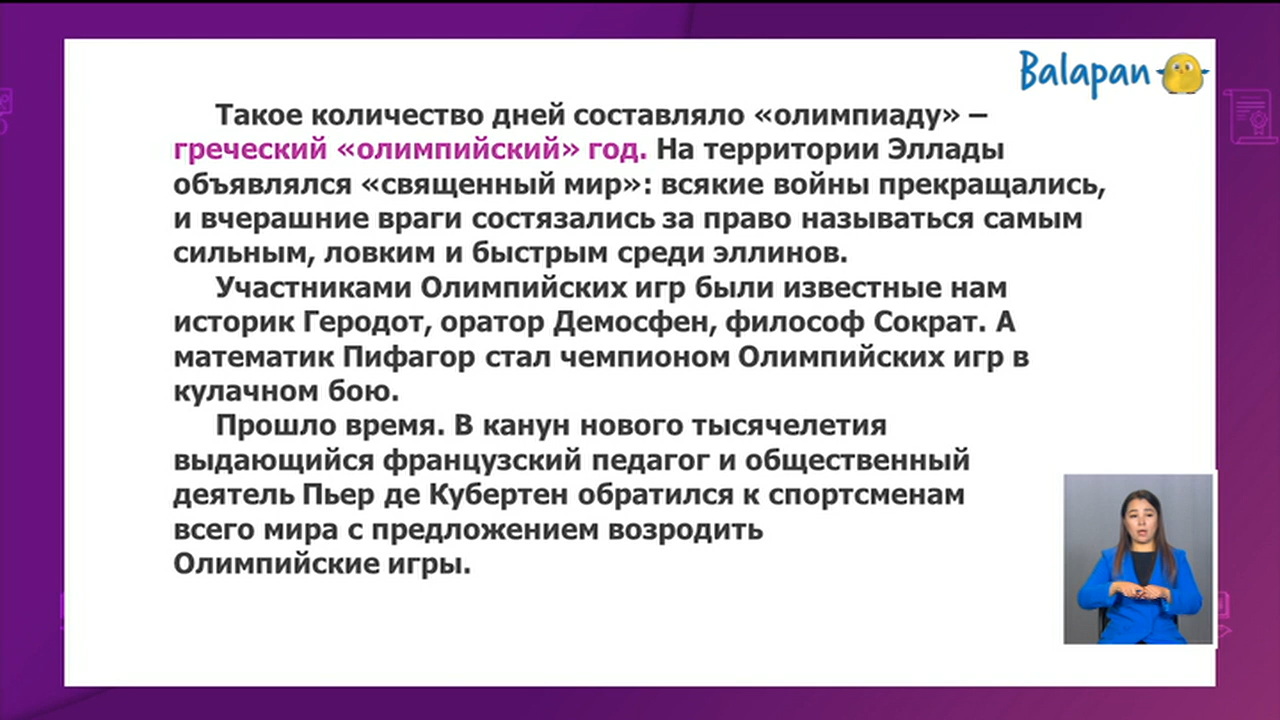 Balapan
Такое количество дней составляло «олимпиаду» –
греческий «олимпийский» год. На территории Эллады
объявлялся «священный мир»: всякие войны прекращались,
и вчерашние враги состязались за право называться самым
сильным, ловким и быстрым среди эллинов.
Участниками Олимпийских игр были известные нам
историк Геродот, оратор Демосфен, философ Сократ. А
математик Пифагор стал чемпионом Олимпийских игр в
кулачном бою.
Прошло время. В канун нового тысячелетия
выдающийся французский педагог и общественный
деятель Пьер де Кубертен обратился к спортсменам
всего мира с предложением возродить
Олимпийские игры.